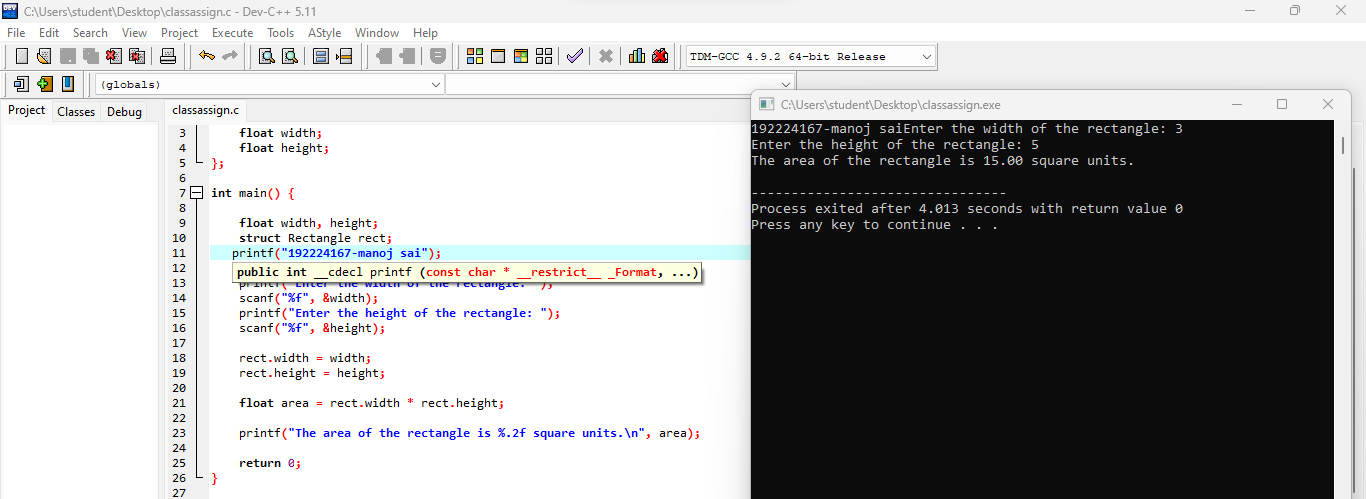 C:\Users\student\Desktop\classassign.c - Dev-C++ 5.11
File Edit Search View Project Execute Tools AStyle Window Help
TDM-GCC 4.9.2 64-bit Release
(globals)
Project Classes Debug
classassign.c
3 float width;
4 float height;
5 };
6
7 int main() {
8
9 float width, height;
10 struct Rectangle rect;
11 printf("192224167-manoj sai");
12
public int __cdecl printf (const char * __restrict__ _Format, ...)
13 printf("Enter the width of the rectangle: ");
14 scanf("%f", &width);
15 printf("Enter the height of the rectangle: ");
16 scanf("%f", &height);
17
18 rect.width = width;
19 rect.height = height;
20
21 float area = rect.width * rect.height;
22
23 printf("The area of the rectangle is %.2f square units.\n", area);
24
25 return 0;
26 }
27
C:\Users\student\Desktop\classassign.exe
192224167-manoj saiEnter the width of the rectangle: 3
Enter the height of the rectangle: 5
The area of the rectangle is 15.00 square units.
--------------------------------
Process exited after 4.013 seconds with return value 0
Press any key to continue . . .